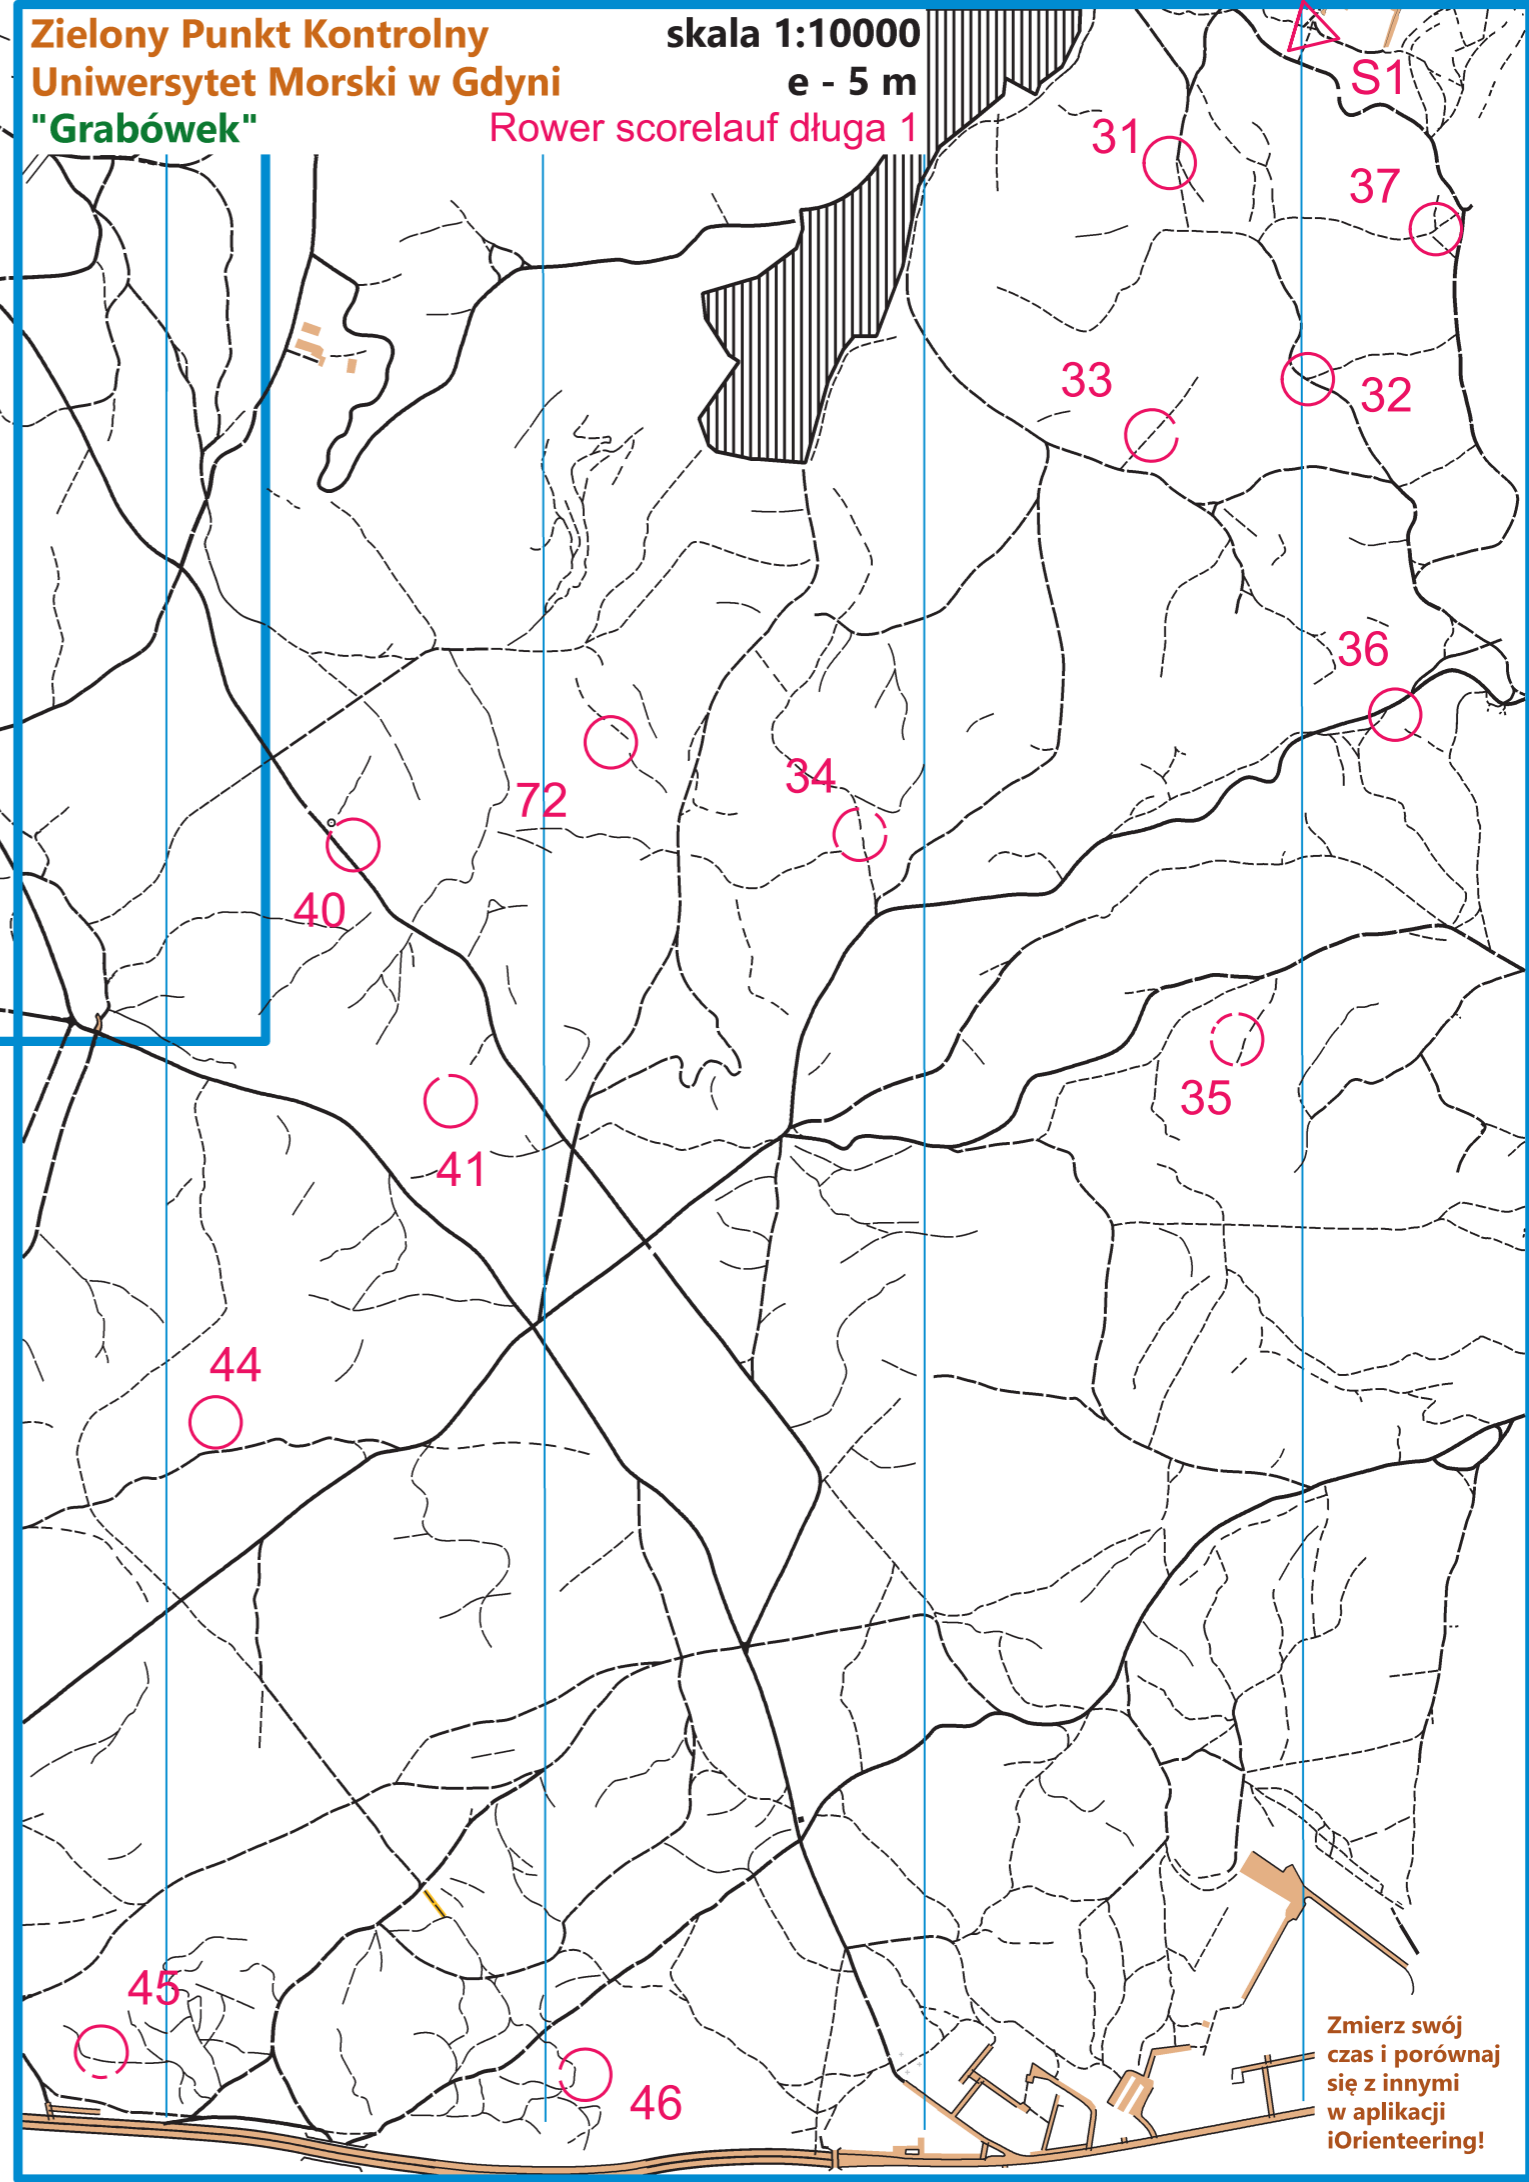 Zielony Punkt Kontrolny
Uniwersytet Morski w Gdyni
"Grabówek"
skala 1:10000
e - 5 m
Rower scorelauf długa 1
S1
31
37
33
32
36
72
34
40
35
41
44
45
46
Zmierz swój
czas i porównaj
się z innymi
w aplikacji
iOrienteering!